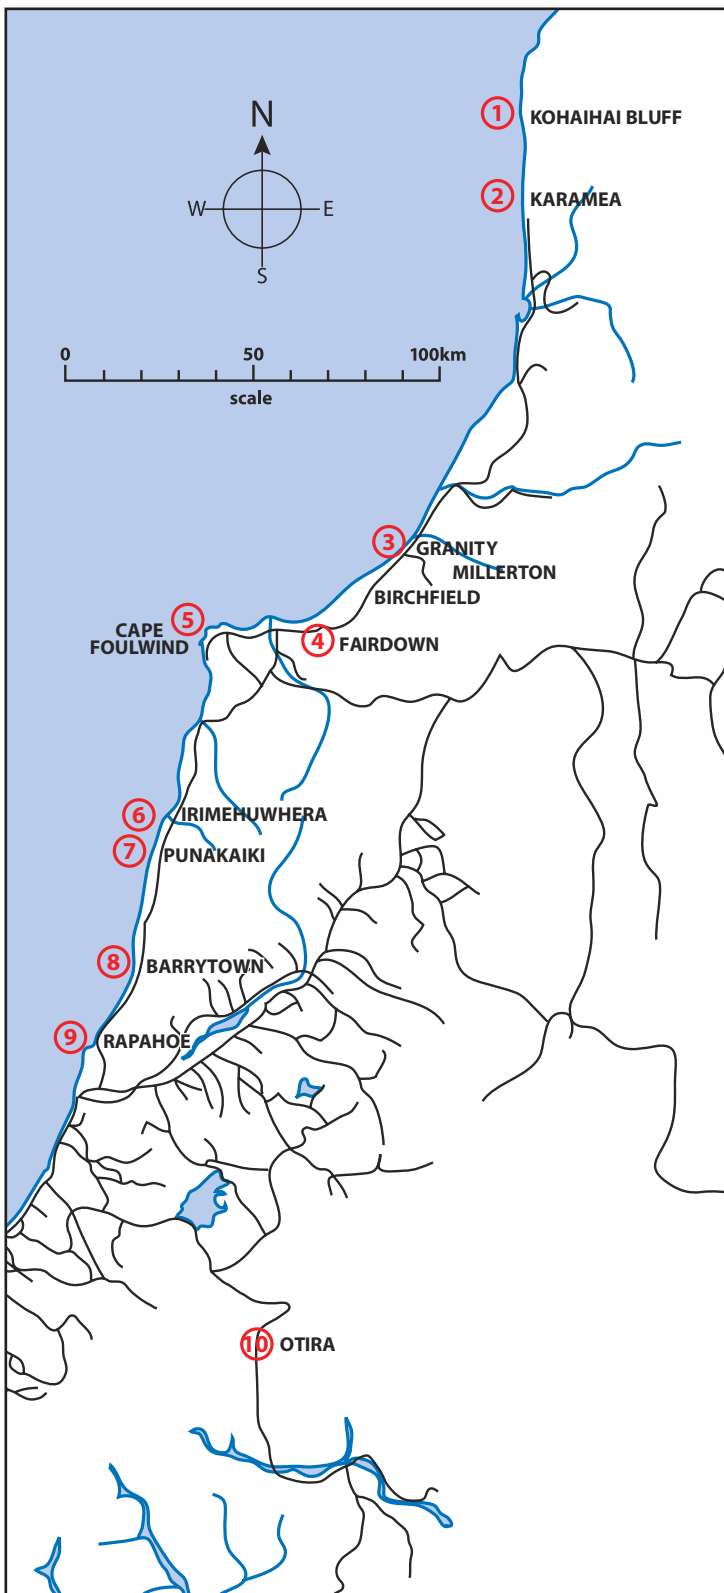 1 KOHAIHAI BLUFF
N
2 KARAMEA
W E
S
0 50 100km
scale
3 GRANITY
MILLERTON
BIRCHFIELD
5
CAPE
FOULWIND
4 FAIRDOWN
6 IRIMEHUWHERA
7 PUNAKAIKI
8 BARRYTOWN
9 RAPAHOE
10 OTIRA